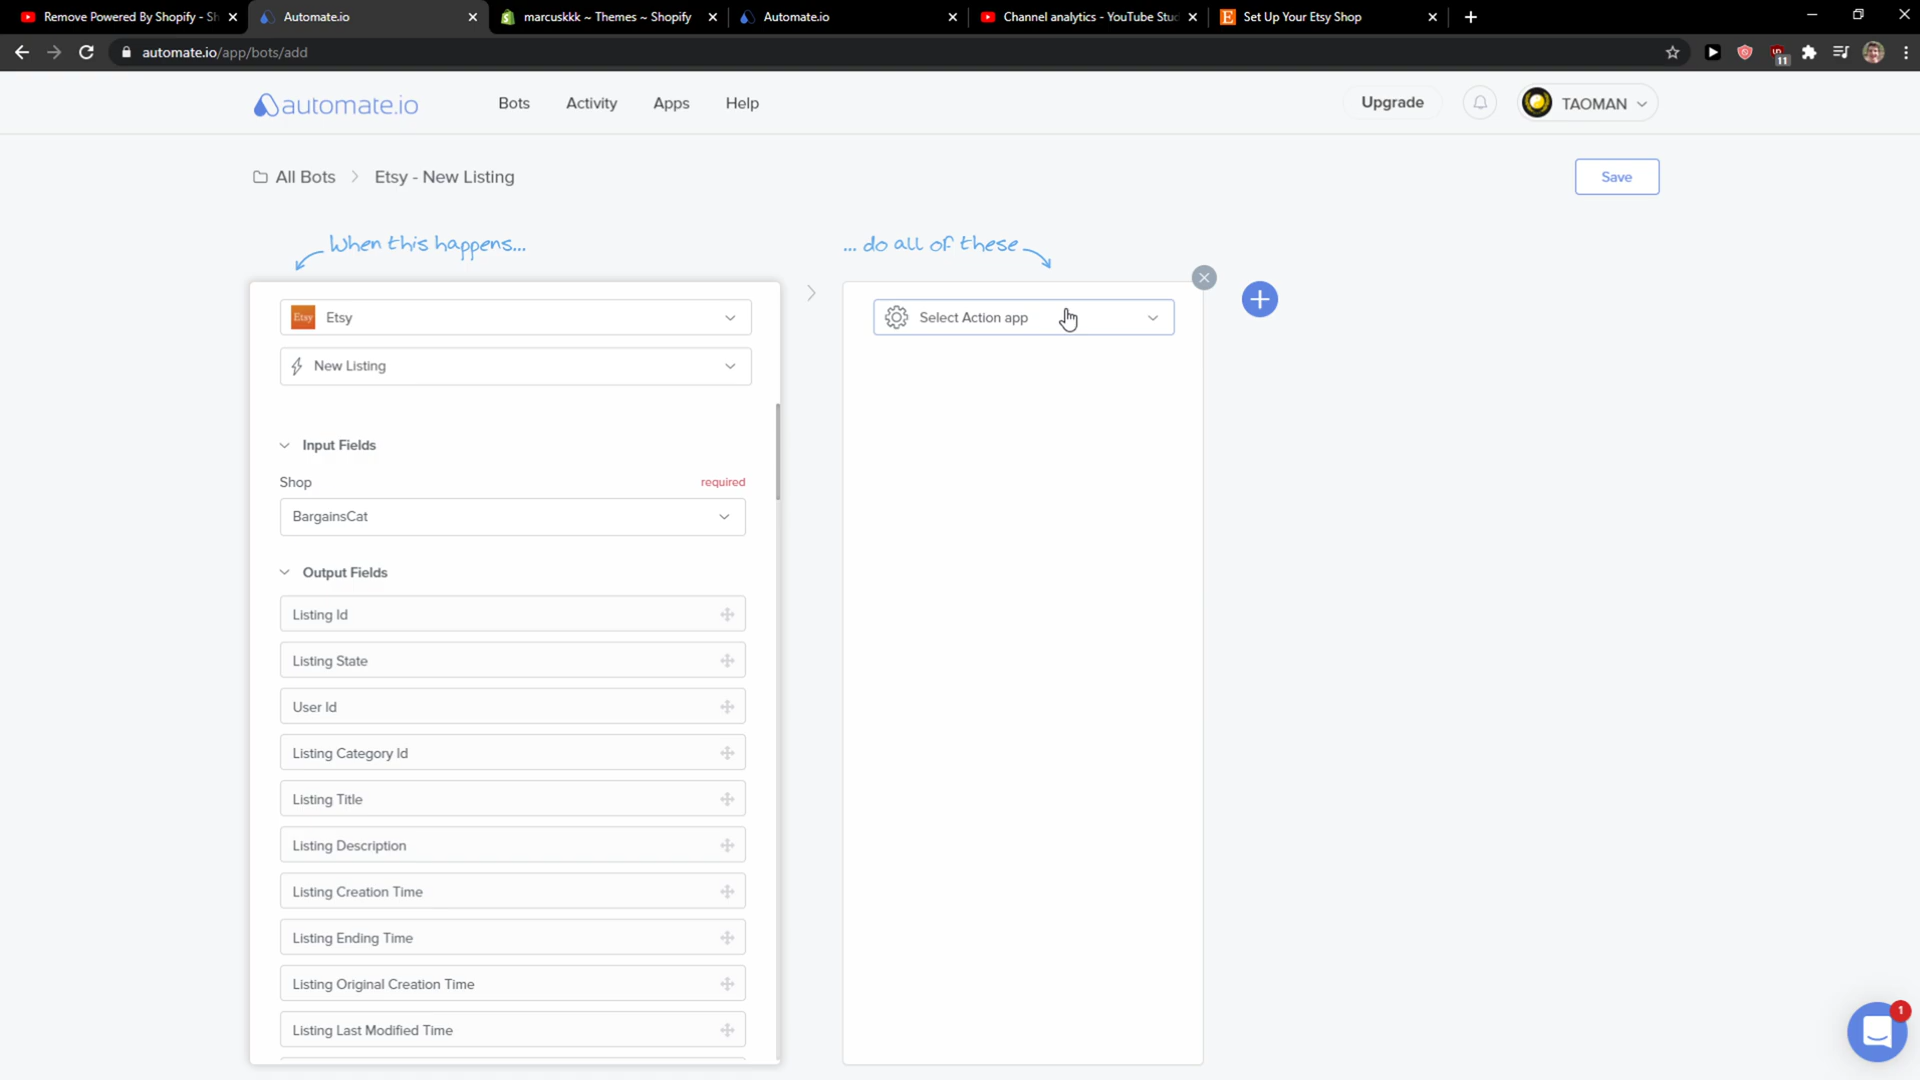 Remove Powered By Shopify - Sh
Automate.io
marcuskkk ~ Themes ~ Shopify
Automate.io
Channel analytics - YouTube Stud
Set Up Your Etsy Shop
automate.io/app/bots/add
11
automate.io
Bots
Activity
Apps
Help
Upgrade
TAOMAN
All Bots
Etsy - New Listing
Save
When this happens...
... do all of these
Etsy
Etsy
Select Action app
New Listing
Input Fields
Shop
required
BargainsCat
Output Fields
Listing Id
Listing State
User Id
Listing Category Id
Listing Title
Listing Description
Listing Creation Time
Listing Ending Time
Listing Original Creation Time
Listing Last Modified Time
1